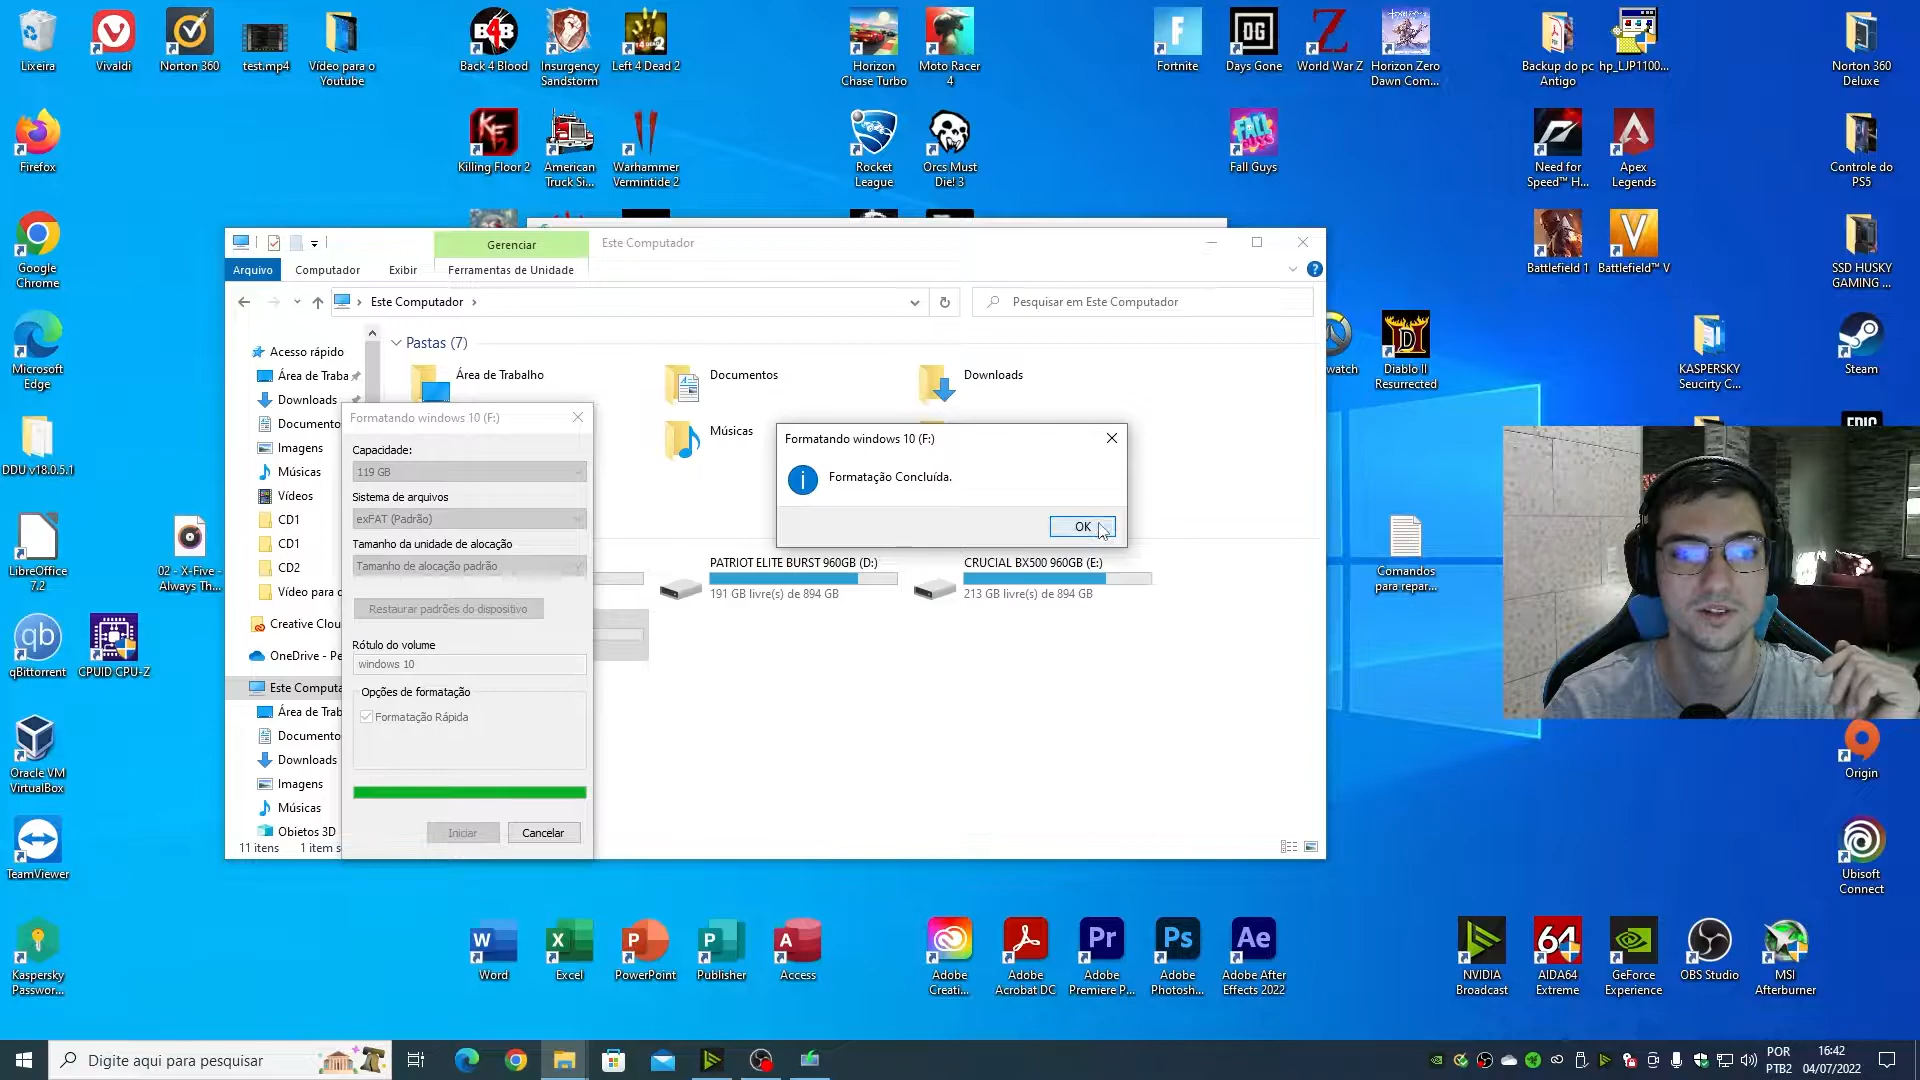 Lixeira
Vivaldi
Norton 360
test.mp4
Vídeo para o
Youtube
Back 4 Blood
Insurgency
Sandstorm
Left 4 Dead 2
Horizon
Chase Turbo
Moto Racer
4
Fortnite
Days Gone
World War Z
Horizon Zero
Dawn Com...
Backup do pc
Antigo
hp_LJP1100...
Norton 360
Deluxe
Firefox
Killing Floor 2
American
Truck Si...
Warhammer
Vermintide 2
Rocket
League
Orcs Must
Die! 3
Fall Guys
Need for
Speed™ H...
Apex
Legends
Controle do
PS5
Google
Chrome
Battlefield 1
Battlefield™ V
SSD HUSKY
GAMING ...
Microsoft
Edge
watch
Diablo II
Resurrected
KASPERSKY
Seucirty C...
Steam
DDU v18.0.5.1
LibreOffice
7.2
02 - X-Five -
Always Th...
Comandos
para repar...
qBittorrent
CPUID CPU-Z
Oracle VM
VirtualBox
Origin
TeamViewer
Ubisoft
Connect
Kaspersky
Passwor...
Word
Excel
PowerPoint
Publisher
Access
Adobe
Creati...
Adobe
Acrobat DC
Adobe
Premiere P...
Adobe
Photosh...
Adobe After
Effects 2022
NVIDIA
Broadcast
AIDA64
Extreme
GeForce
Experience
OBS Studio
MSI
Afterburner
Gerenciar
Este Computador
Arquivo
Computador
Exibir
Ferramentas de Unidade
Este Computador
Pesquisar em Este Computador
Acesso rápido
Área de Traba
Downloads
Documento
Imagens
Músicas
Vídeos
CD1
CD1
CD2
Vídeo para o
Creative Clou
OneDrive - Pe
Este Computa
Área de Trab
Documento
Downloads
Imagens
Músicas
Objetos 3D
11 itens
1 item s
Pastas (7)
Área de Trabalho
Documentos
Downloads
Músicas
PATRIOT ELITE BURST 960GB (D:)
191 GB livre(s) de 894 GB
CRUCIAL BX500 960GB (E:)
213 GB livre(s) de 894 GB
Formatando windows 10 (F:)
Capacidade:
119 GB
Sistema de arquivos
exFAT (Padrão)
Tamanho da unidade de alocação
Tamanho de alocação padrão
Restaurar padrões do dispositivo
Rótulo do volume
windows 10
Opções de formatação
Formatação Rápida
Iniciar
Cancelar
Formatando windows 10 (F:)
Formatação Concluída.
OK
Digite aqui para pesquisar
POR
PTB2
16:42
04/07/2022